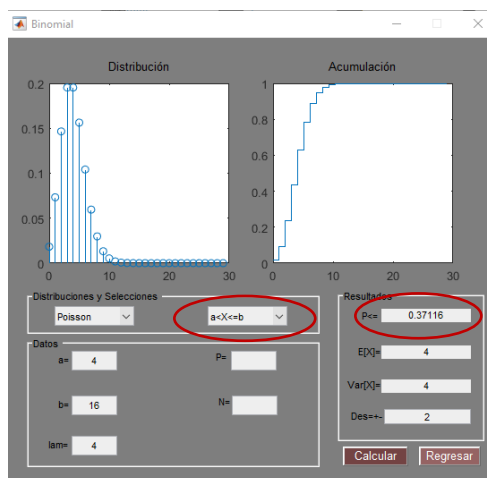 Binomial
Distribución
Acumulación
0.2
0.15
0.1
0.05
0
0 10 20 30
1
0.8
0.6
0.4
0.2
0
0 10 20 30
Distribuciones y Selecciones
Poisson
a<X<=b
Datos
a= 4
P=
b= 16
N=
lam= 4
Resultados
P<= 0.37116
E[X]= 4
Var[X]= 4
Des=+- 2
Calcular Regresar